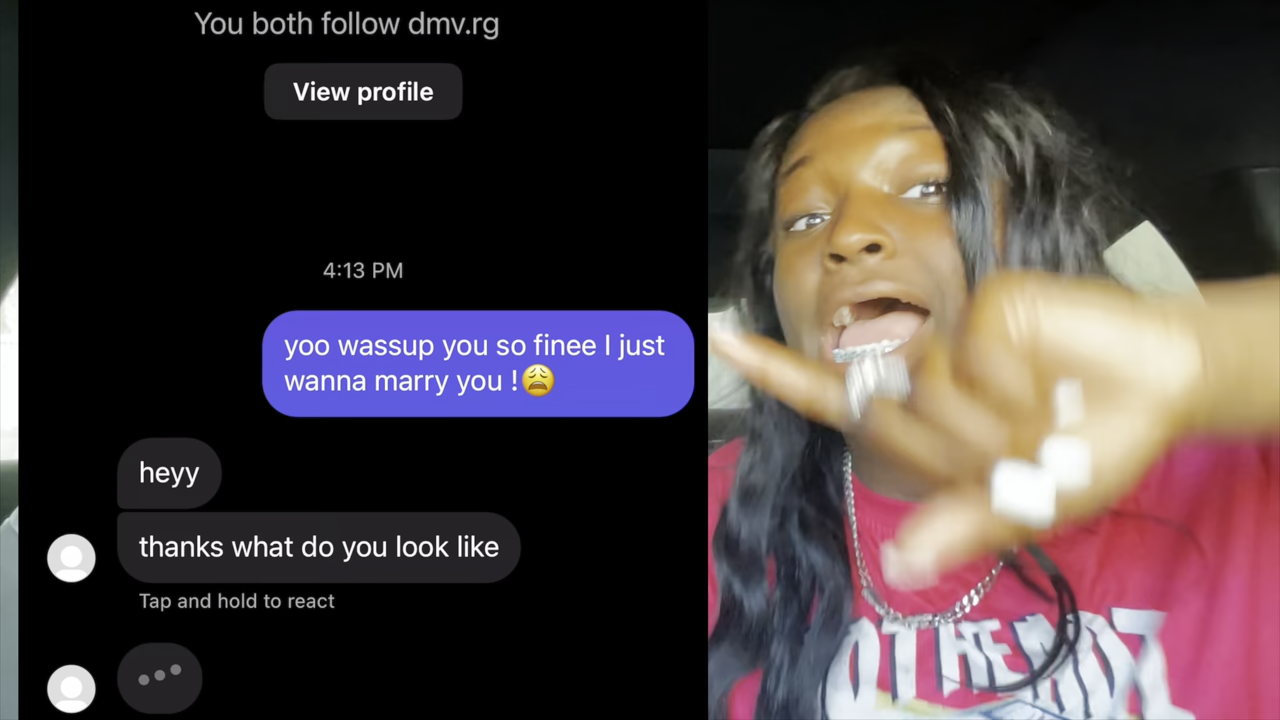 You both follow dmv.rg
View profile
4:13 PM
yoo wassup you so finee I just
wanna marry you !😩
heyy
thanks what do you look like
Tap and hold to react